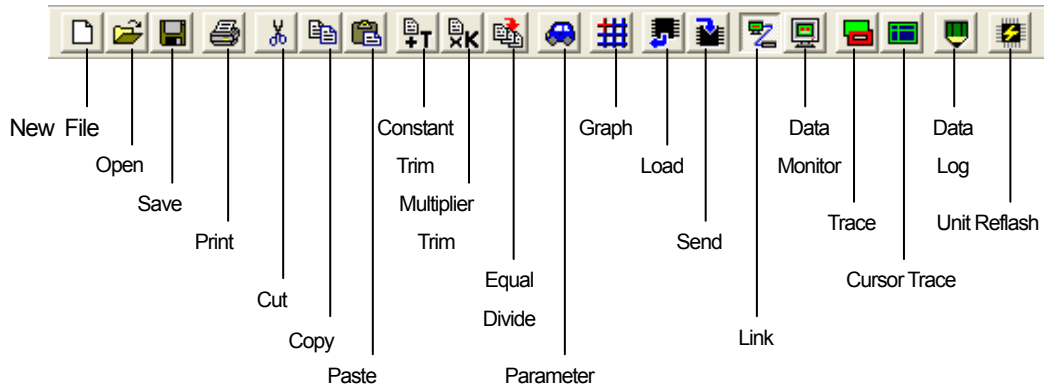 +T
×K
New File
Constant
Graph
Data
Data
Open
Trim
Load
Monitor
Log
Save
Multiplier
Trace
Unit Reflash
Print
Trim
Send
Equal
Cursor Trace
Cut
Divide
Copy
Link
Paste
Parameter